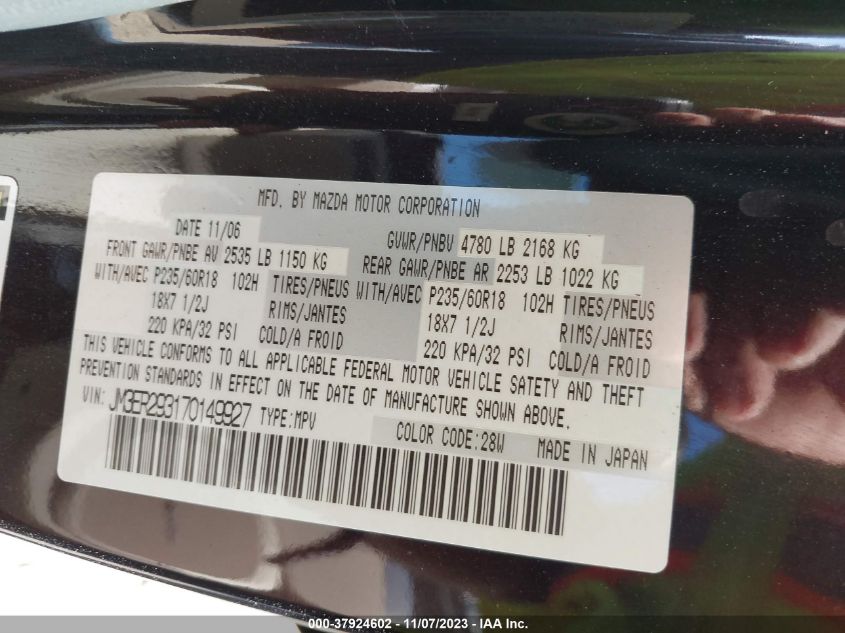 MFD. BY MAZDA MOTOR CORPORATION
DATE 11/06 GVWR/PNBV 4780 LB 2168 KG
FRONT GAWR/PNBE AV 2535 LB 1150 KG REAR GAWR/PNBE AR 2253 LB 1022 KG
WITH/AVEC P235/60R18 102H TIRES/PNEUS WITH/AVEC P235/60R18 102H TIRES/PNEUS
18X7 1/2J RIMS/JANTES 18X7 1/2J RIMS/JANTES
220 KPA/32 PSI COLD/A FROID 220 KPA/32 PSI COLD/A FROID
THIS VEHICLE CONFORMS TO ALL APPLICABLE FEDERAL MOTOR VEHICLE SAFETY AND THEFT
PREVENTION STANDARDS IN EFFECT ON THE DATE OF MANUFACTURE SHOWN ABOVE.
VIN: JM3ER293170149927 TYPE:MPV COLOR CODE:28W MADE IN JAPAN
000-37924602 - 11/07/2023 - IAA Inc.